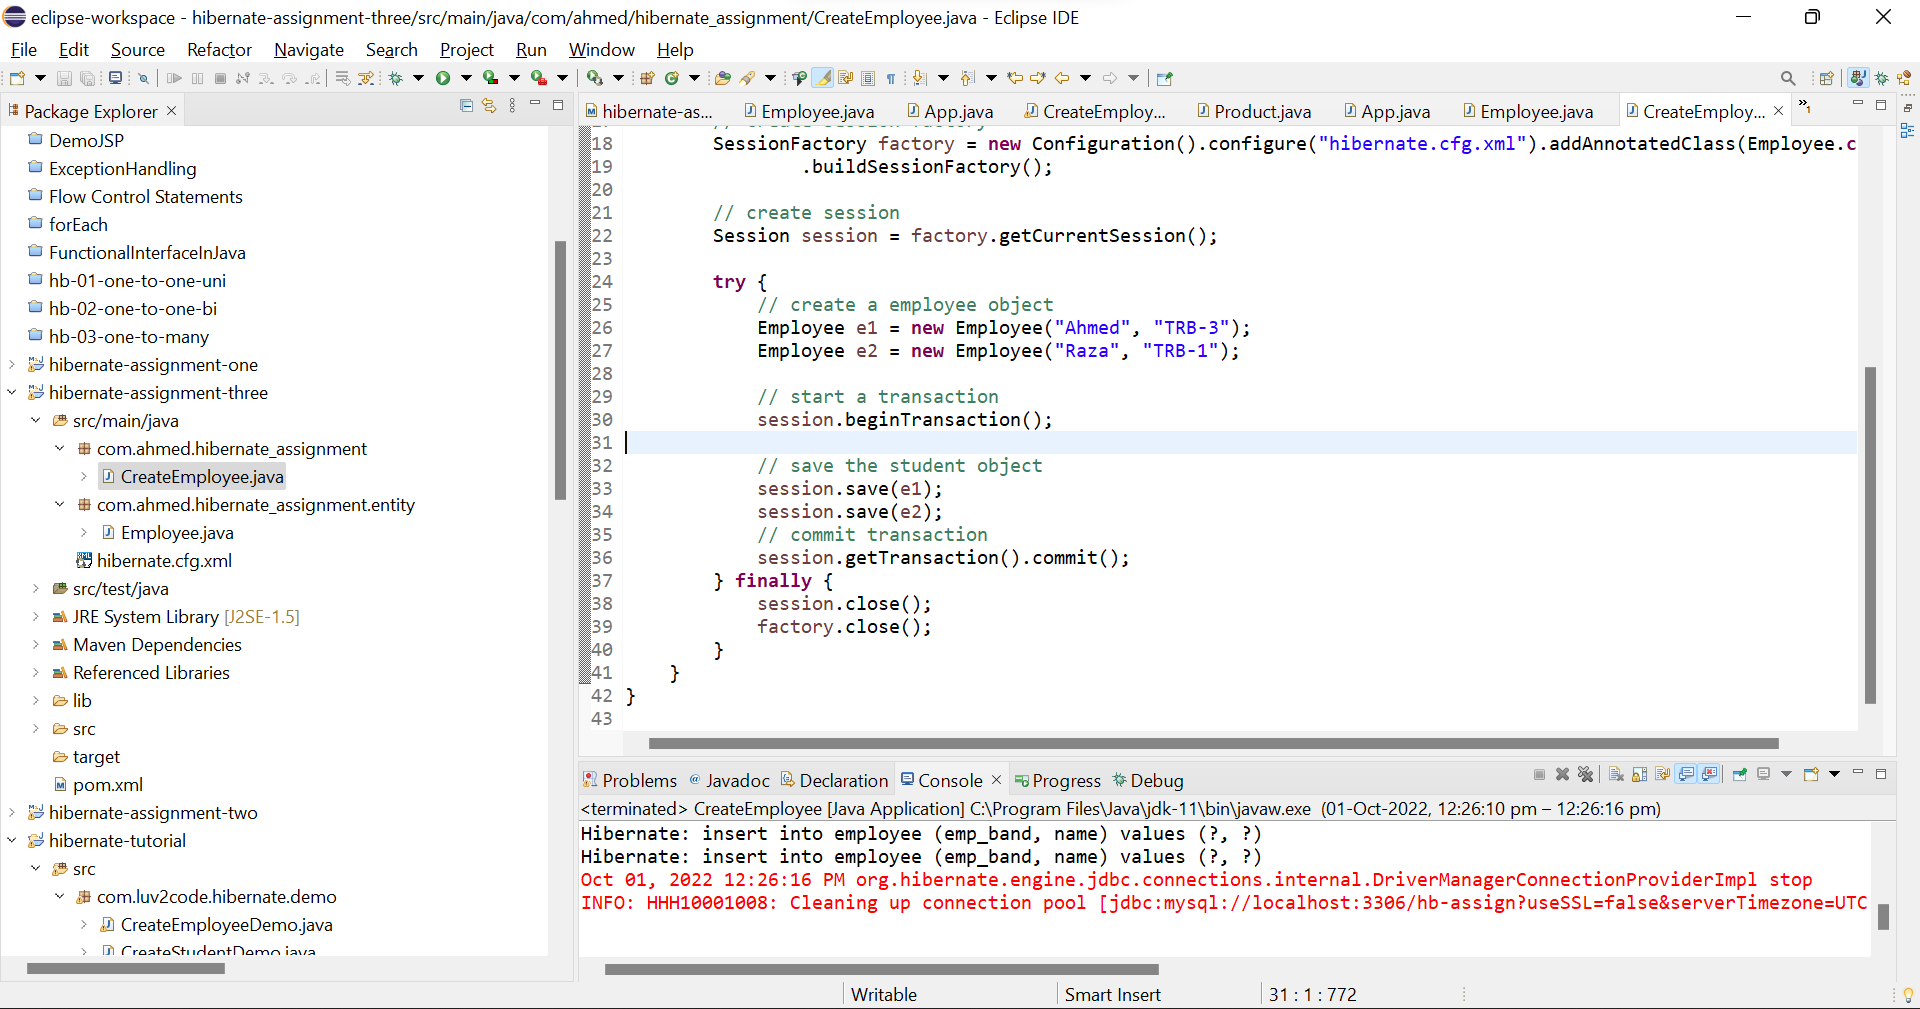 eclipse-workspace - hibernate-assignment-three/src/main/java/com/ahmed/hibernate_assignment/CreateEmployee.java - Eclipse IDE
File Edit Source Refactor Navigate Search Project Run Window Help
Package Explorer
DemoJSP
ExceptionHandling
Flow Control Statements
forEach
FunctionalInterfaceInJava
hb-01-one-to-one-uni
hb-02-one-to-one-bi
hb-03-one-to-many
hibernate-assignment-one
hibernate-assignment-three
src/main/java
com.ahmed.hibernate_assignment
CreateEmployee.java
com.ahmed.hibernate_assignment.entity
Employee.java
hibernate.cfg.xml
src/test/java
JRE System Library [J2SE-1.5]
Maven Dependencies
Referenced Libraries
lib
src
target
pom.xml
hibernate-assignment-two
hibernate-tutorial
src
com.luv2code.hibernate.demo
CreateEmployeeDemo.java
CreateStudentDemo.java
hibernate-as... Employee.java App.java CreateEmploy... Product.java App.java Employee.java CreateEmploy... »1
18 SessionFactory factory = new Configuration().configure("hibernate.cfg.xml").addAnnotatedClass(Employee.c
19 .buildSessionFactory();
20
21 // create session
22 Session session = factory.getCurrentSession();
23
24 try {
25 // create a employee object
26 Employee e1 = new Employee("Ahmed", "TRB-3");
27 Employee e2 = new Employee("Raza", "TRB-1");
28
29 // start a transaction
30 session.beginTransaction();
31
32 // save the student object
33 session.save(e1);
34 session.save(e2);
35 // commit transaction
36 session.getTransaction().commit();
37 } finally {
38 session.close();
39 factory.close();
40 }
41 }
42 }
43
Problems @ Javadoc Declaration Console Progress Debug
<terminated> CreateEmployee [Java Application] C:\Program Files\Java\jdk-11\bin\javaw.exe (01-Oct-2022, 12:26:10 pm – 12:26:16 pm)
Hibernate: insert into employee (emp_band, name) values (?, ?)
Hibernate: insert into employee (emp_band, name) values (?, ?)
Oct 01, 2022 12:26:16 PM org.hibernate.engine.jdbc.connections.internal.DriverManagerConnectionProviderImpl stop
INFO: HHH10001008: Cleaning up connection pool [jdbc:mysql://localhost:3306/hb-assign?useSSL=false&serverTimezone=UTC
Writable Smart Insert 31 : 1 : 772